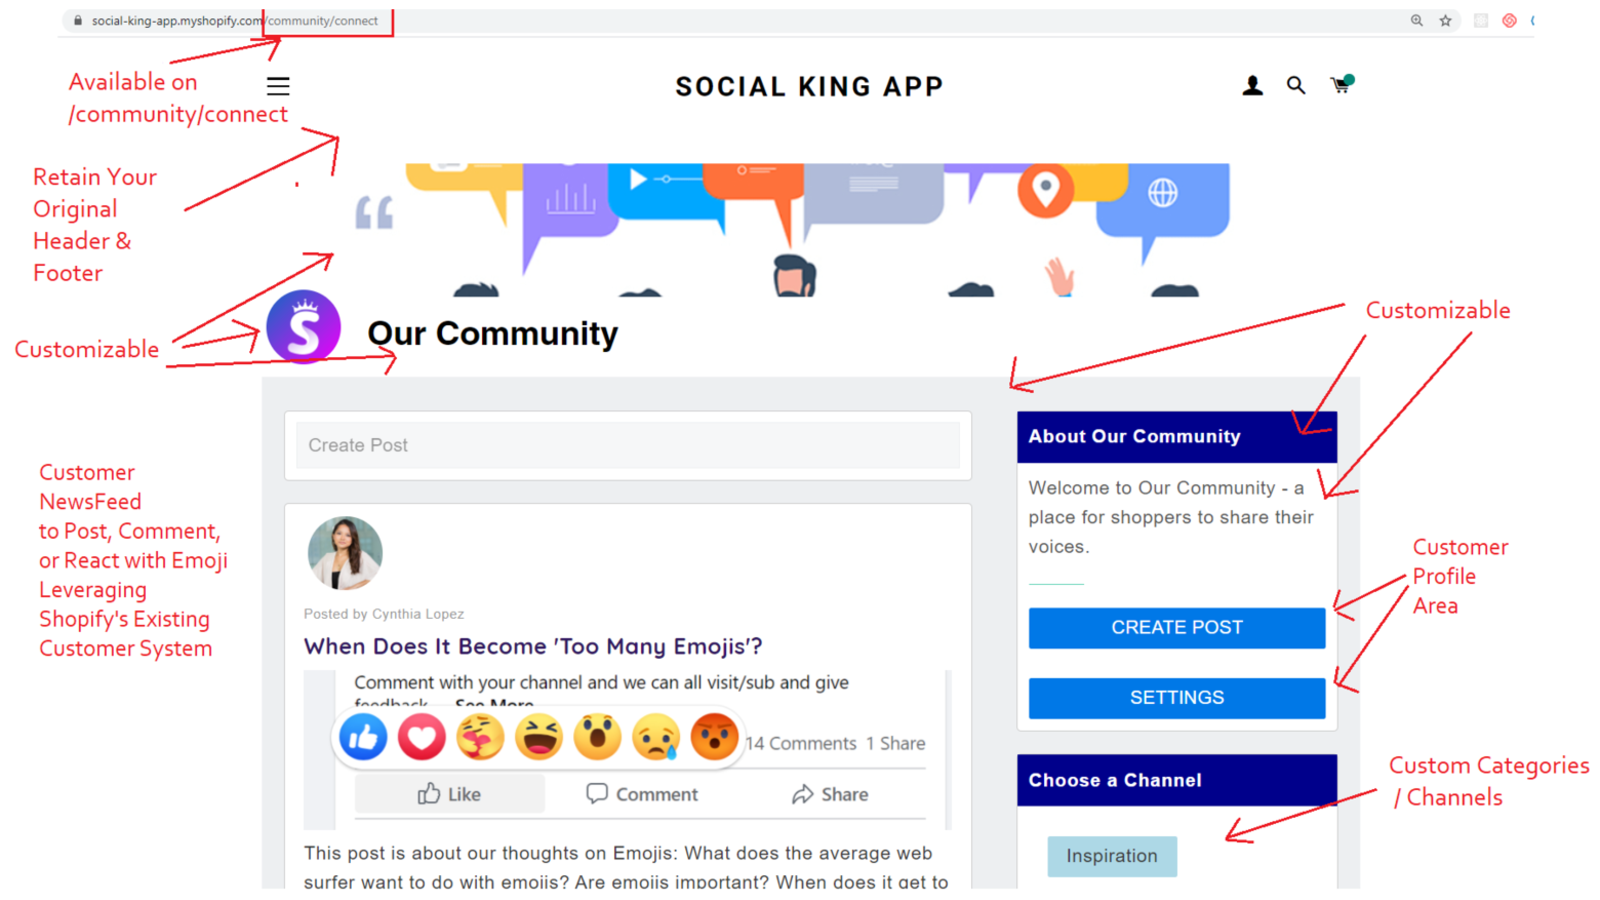 social-king-app.myshopify.com/community/connect
Available on
/community/connect
SOCIAL KING APP
Retain Your
Original
Header &
Footer
Customizable
Our Community
Customizable
Customer
NewsFeed
to Post, Comment,
or React with Emoji
Leveraging
Shopify's Existing
Customer System
Create Post
Posted by Cynthia Lopez
When Does It Become 'Too Many Emojis'?
Comment with your channel and we can all visit/sub and give
feedback... See More
14 Comments 1 Share
Like Comment Share
This post is about our thoughts on Emojis: What does the average web
surfer want to do with emojis? Are emojis important? When does it get to
About Our Community
Welcome to Our Community - a
place for shoppers to share their
voices.
CREATE POST
SETTINGS
Customer
Profile
Area
Choose a Channel
Inspiration
Custom Categories
/ Channels